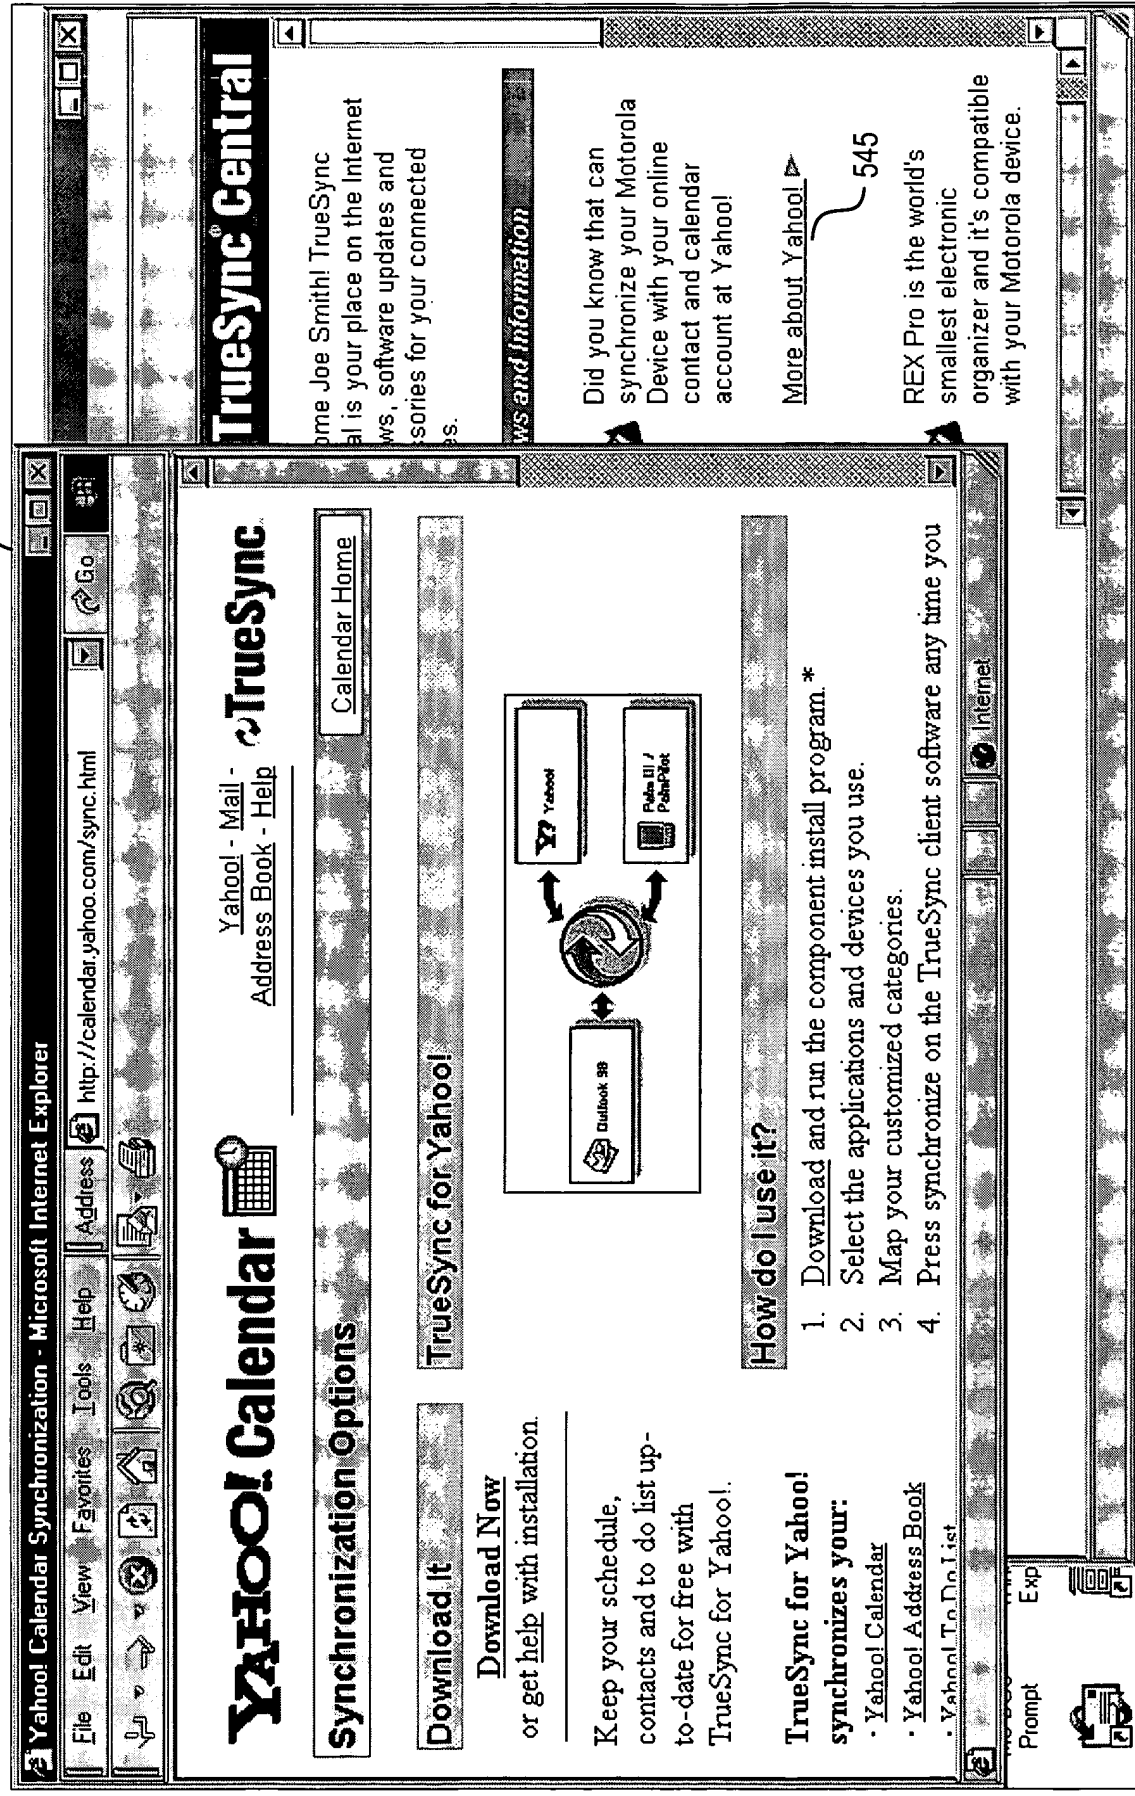 Yahoo! Calendar Synchronization - Microsoft Internet Explorer
File Edit View Favorites Tools Help Address http://calendar.yahoo.com/sync.html Go
YAHOO! Calendar
Yahoo! - Mail -
Address Book - Help
TrueSync
Synchronization Options
Calendar Home
Download It
Download Now
or get help with installation.
Keep your schedule,
contacts and to do list up-
to-date for free with
TrueSync for Yahoo!.
TrueSync for Yahoo!
synchronizes your:
· Yahoo! Calendar
· Yahoo! Address Book
· Yahoo! To Do List
TrueSync for Yahoo!
Outlook 98
Y? Yahoo!
Palm III /
PalmPilot
How do I use it?
1. Download and run the component install program. *
2. Select the applications and devices you use.
3. Map your customized categories.
4. Press synchronize on the TrueSync client software any time you
Internet
TrueSync® Central
ome Joe Smith! TrueSync
al is your place on the Internet
ws, software updates and
ssories for your connected
es.
ws and Information
Did you know that can
synchronize your Motorola
Device with your online
contact and calendar
account at Yahoo!
More about Yahoo!
545
REX Pro is the world's
smallest electronic
organizer and it's compatible
with your Motorola device.
Prompt
Exp